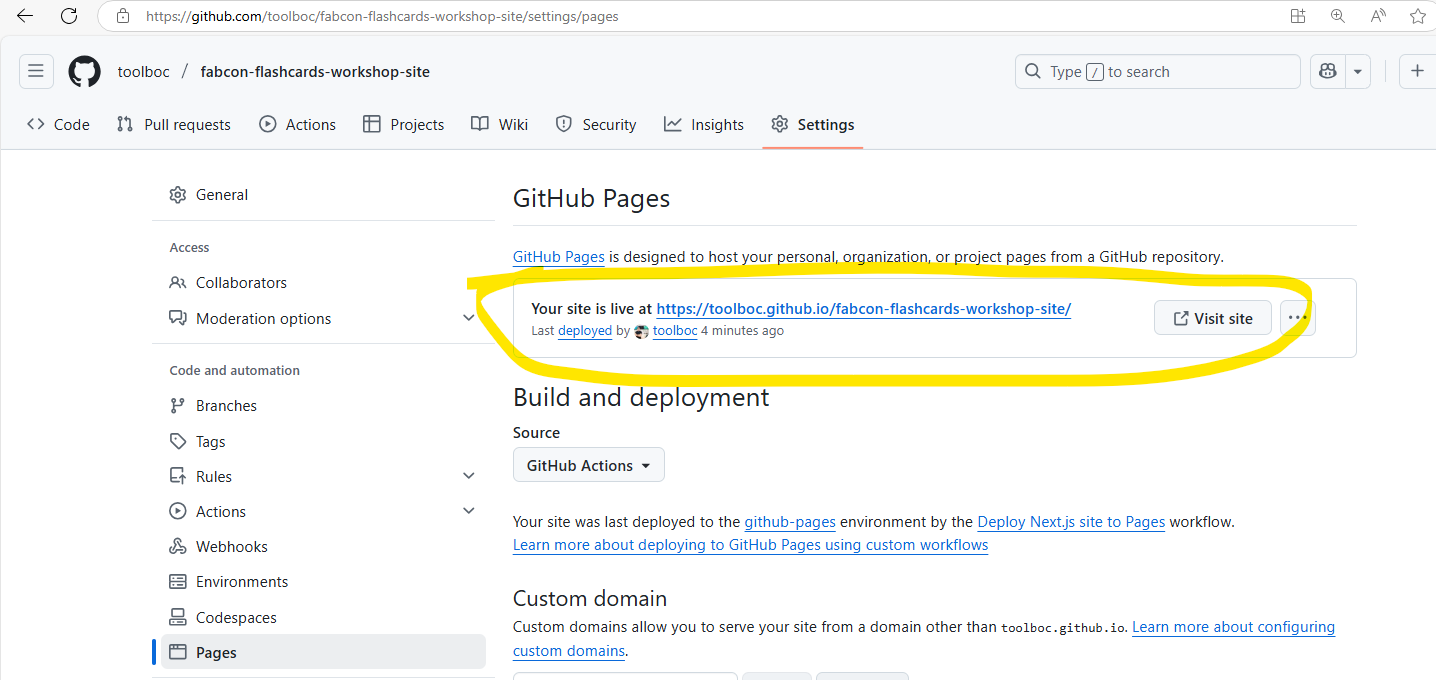 https://github.com/toolboc/fabcon-flashcards-workshop-site/settings/pages
toolboc / fabcon-flashcards-workshop-site
Type / to search
Code Pull requests Actions Projects Wiki Security Insights Settings
General
Access
Collaborators
Moderation options
Code and automation
Branches
Tags
Rules
Actions
Webhooks
Environments
Codespaces
Pages
GitHub Pages
GitHub Pages is designed to host your personal, organization, or project pages from a GitHub repository.
Your site is live at https://toolboc.github.io/fabcon-flashcards-workshop-site/
Last deployed by toolboc 4 minutes ago
Visit site
Build and deployment
Source
GitHub Actions
Your site was last deployed to the github-pages environment by the Deploy Next.js site to Pages workflow.
Learn more about deploying to GitHub Pages using custom workflows
Custom domain
Custom domains allow you to serve your site from a domain other than toolboc.github.io. Learn more about configuring
custom domains.